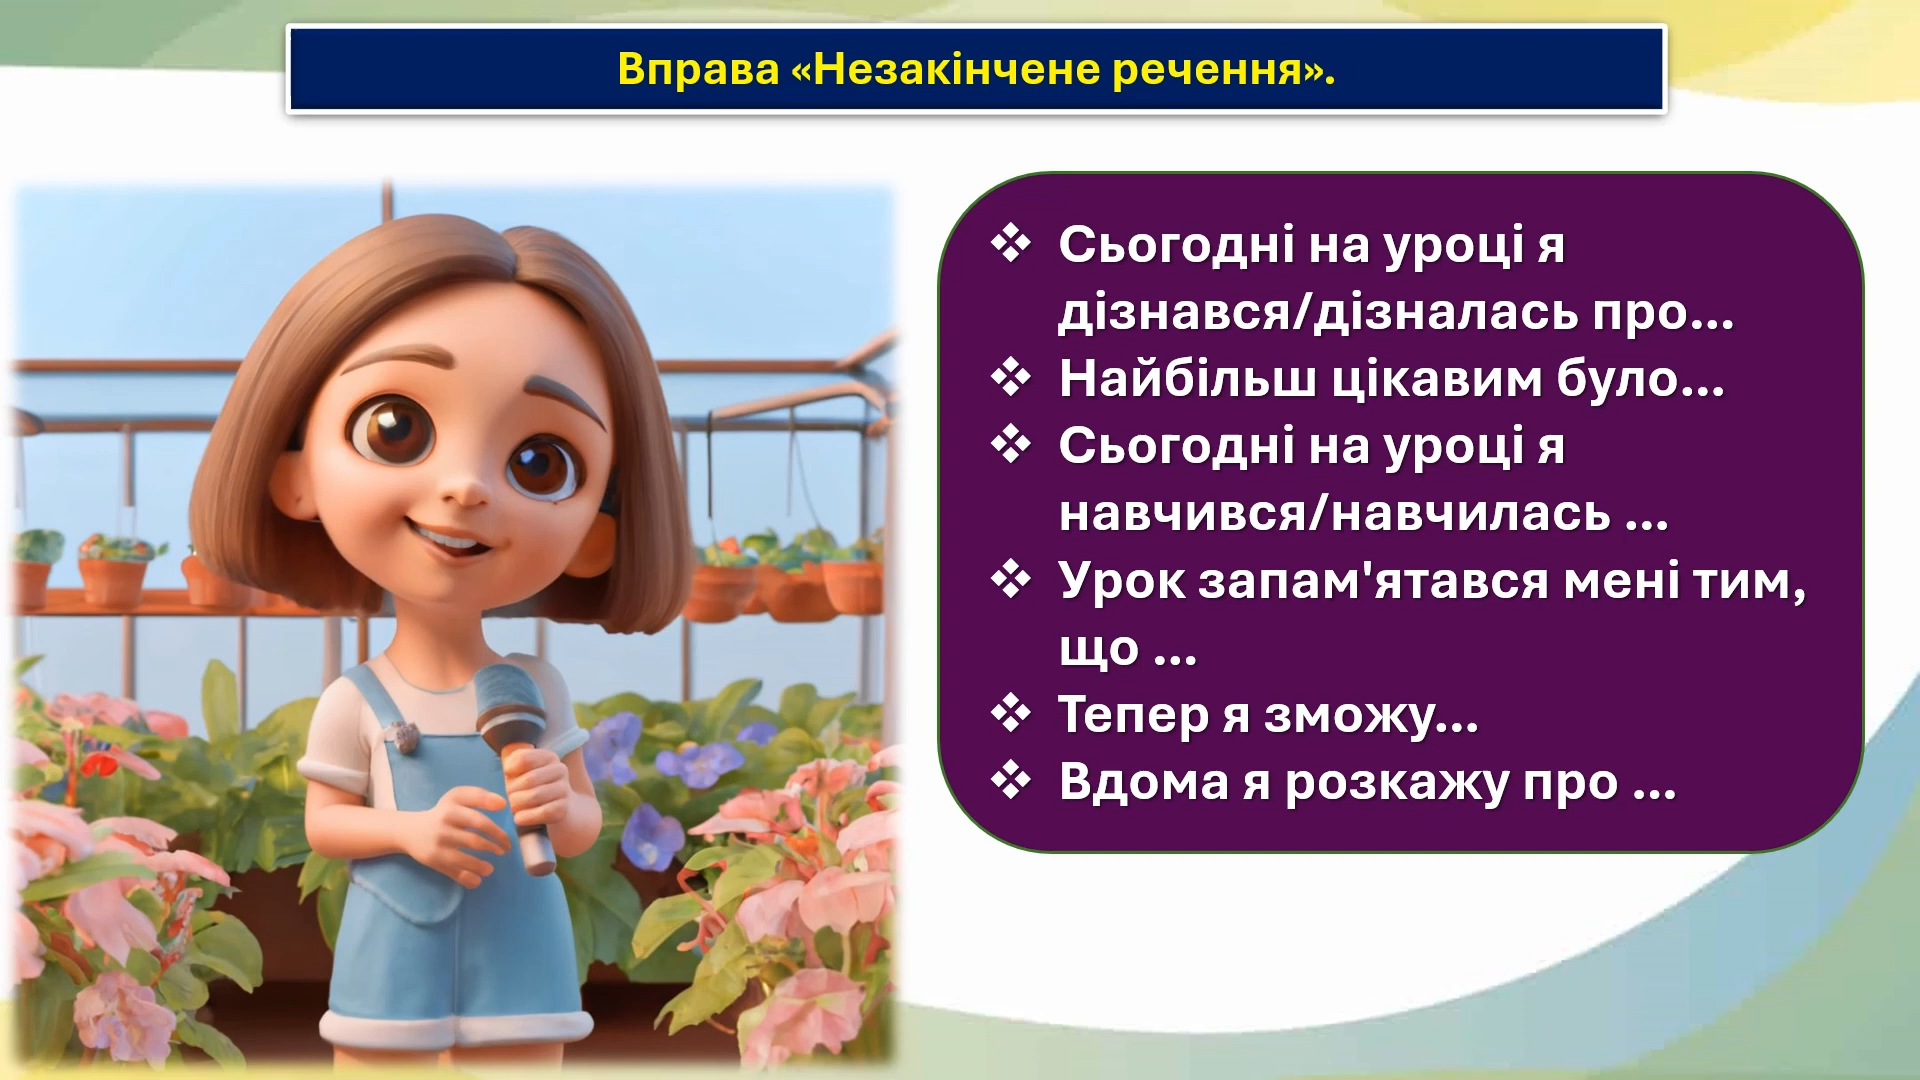 Вправа «Незакінчене речення».
❖ Сьогодні на уроці я
дізнався/дізналась про...
❖ Найбільш цікавим було...
❖ Сьогодні на уроці я
навчився/навчилась ...
❖ Урок запам'ятався мені тим,
що ...
❖ Тепер я зможу...
❖ Вдома я розкажу про ...